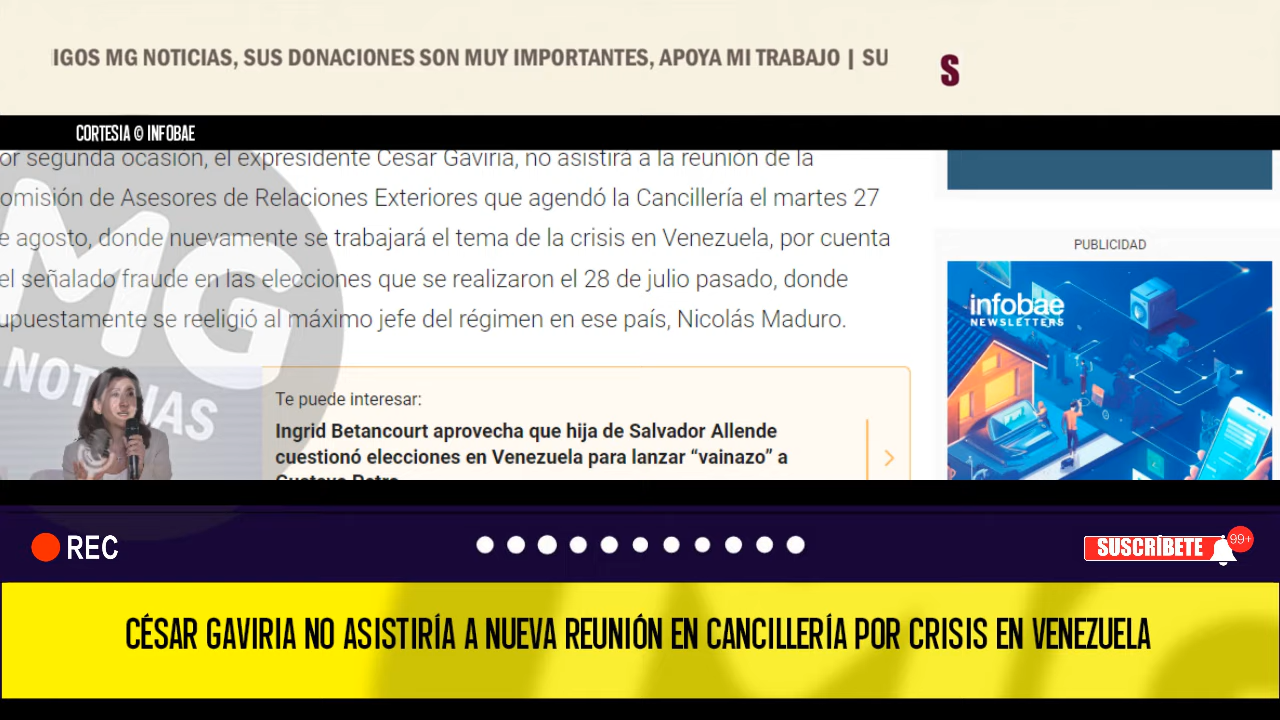 IGOS MG NOTICIAS, SUS DONACIONES SON MUY IMPORTANTES, APOYA MI TRABAJO | SU
S
CORTESIA © INFOBAE
or segunda ocasión, el expresidente César Gaviria, no asistirá a la reunión de la
omisión de Asesores de Relaciones Exteriores que agendó la Cancillería el martes 27
e agosto, donde nuevamente se trabajará el tema de la crisis en Venezuela, por cuenta
el señalado fraude en las elecciones que se realizaron el 28 de julio pasado, donde
upuestamente se reeligió al máximo jefe del régimen en ese país, Nicolás Maduro.
PUBLICIDAD
infobae
NEWSLETTERS
MG
NOTICIAS
Te puede interesar:
Ingrid Betancourt aprovecha que hija de Salvador Allende
cuestionó elecciones en Venezuela para lanzar “vainazo” a
Gustavo Petro
REC
SUSCRÍBETE
99+
CÉSAR GAVIRIA NO ASISTIRÍA A NUEVA REUNIÓN EN CANCILLERÍA POR CRISIS EN VENEZUELA